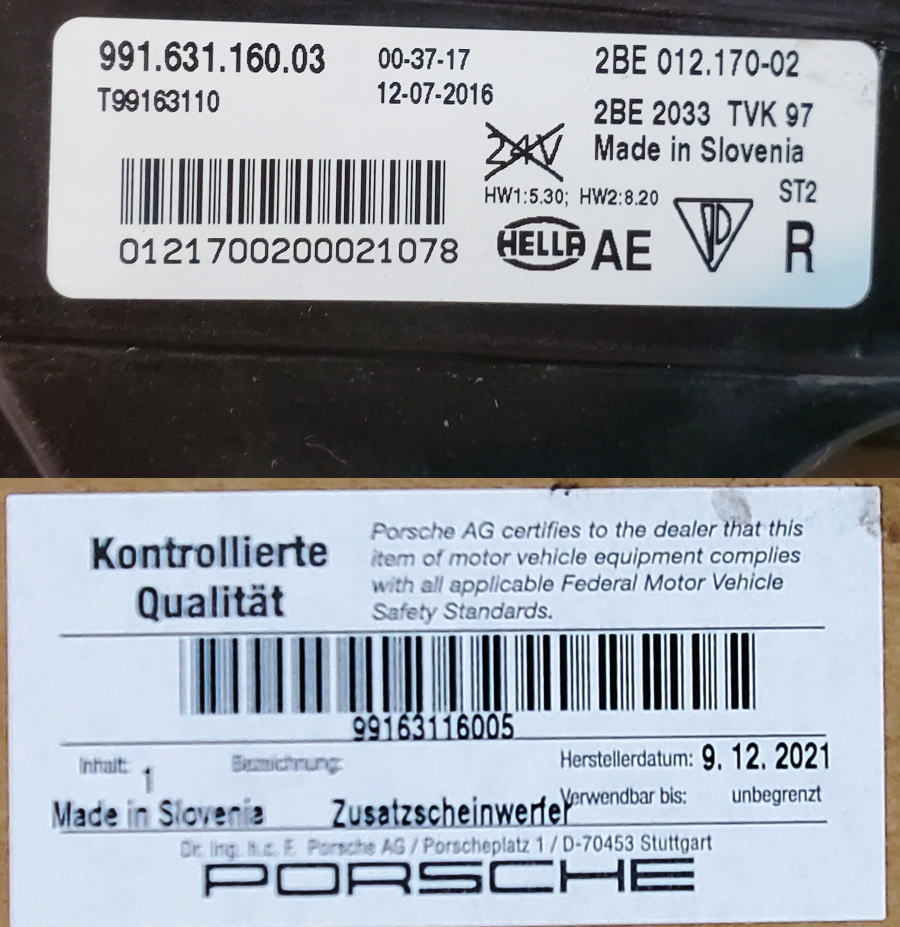 991.631.160.03
T99163110
00-37-17
12-07-2016
2BE 012.170-02
2BE 2033 TVK 97
Made in Slovenia
24V
HW1:5.30; HW2:8.20
ST2
0121700200021078
HELLA AE
R
Kontrollierte
Qualität
Porsche AG certifies to the dealer that this
item of motor vehicle equipment complies
with all applicable Federal Motor Vehicle
Safety Standards.
99163116005
Inhalt: 1
Bezeichnung:
Herstellerdatum: 9. 12. 2021
Verwendbar bis: unbegrenzt
Made in Slovenia
Zusatzscheinwerfer
Dr. Ing. h.c. F. Porsche AG / Porscheplatz 1 / D-70453 Stuttgart
PORSCHE